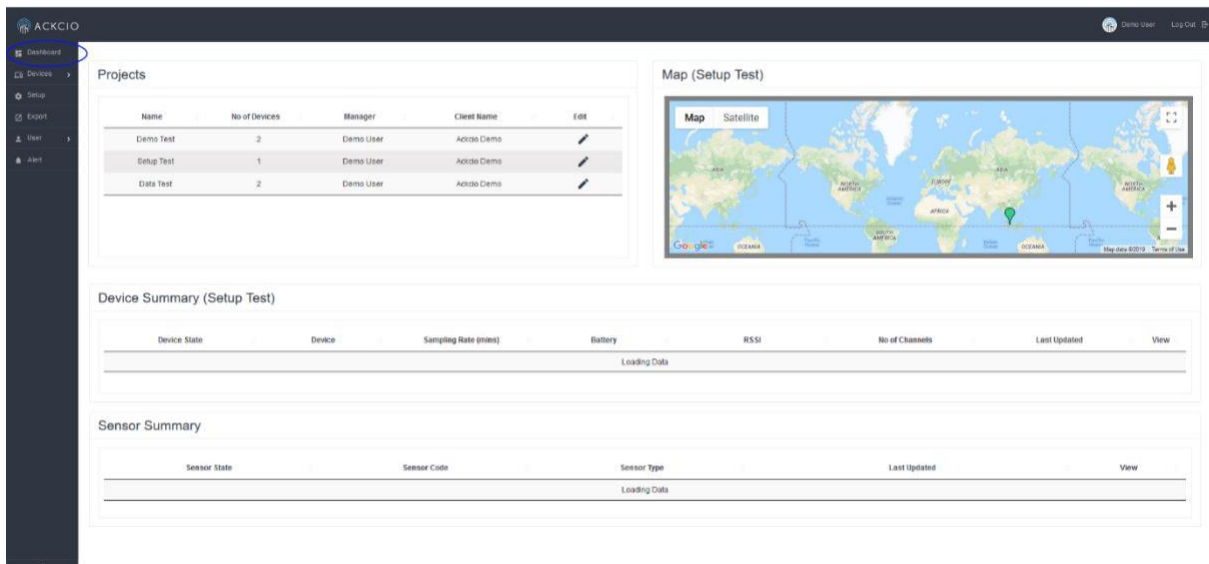 ACKCIO
Demo User Log Out
Dashboard
Devices
Setup
Export
User
Alert
Projects
Name No of Devices Manager Client Name Edit
Demo Test 2 Demo User Ackcio Demo
Setup Test 1 Demo User Ackcio Demo
Data Test 2 Demo User Ackcio Demo
Map (Setup Test)
Map Satellite
ASIA NORTH AMERICA EUROPE ASIA NORTH AMERICA
AFRICA
SOUTH AMERICA
Google OCEANIA OCEANIA
Map data ©2019 Terms of Use
Device Summary (Setup Test)
Device State Device Sampling Rate (mins) Battery RSSI No of Channels Last Updated View
Loading Data
Sensor Summary
Sensor State Sensor Code Sensor Type Last Updated View
Loading Data